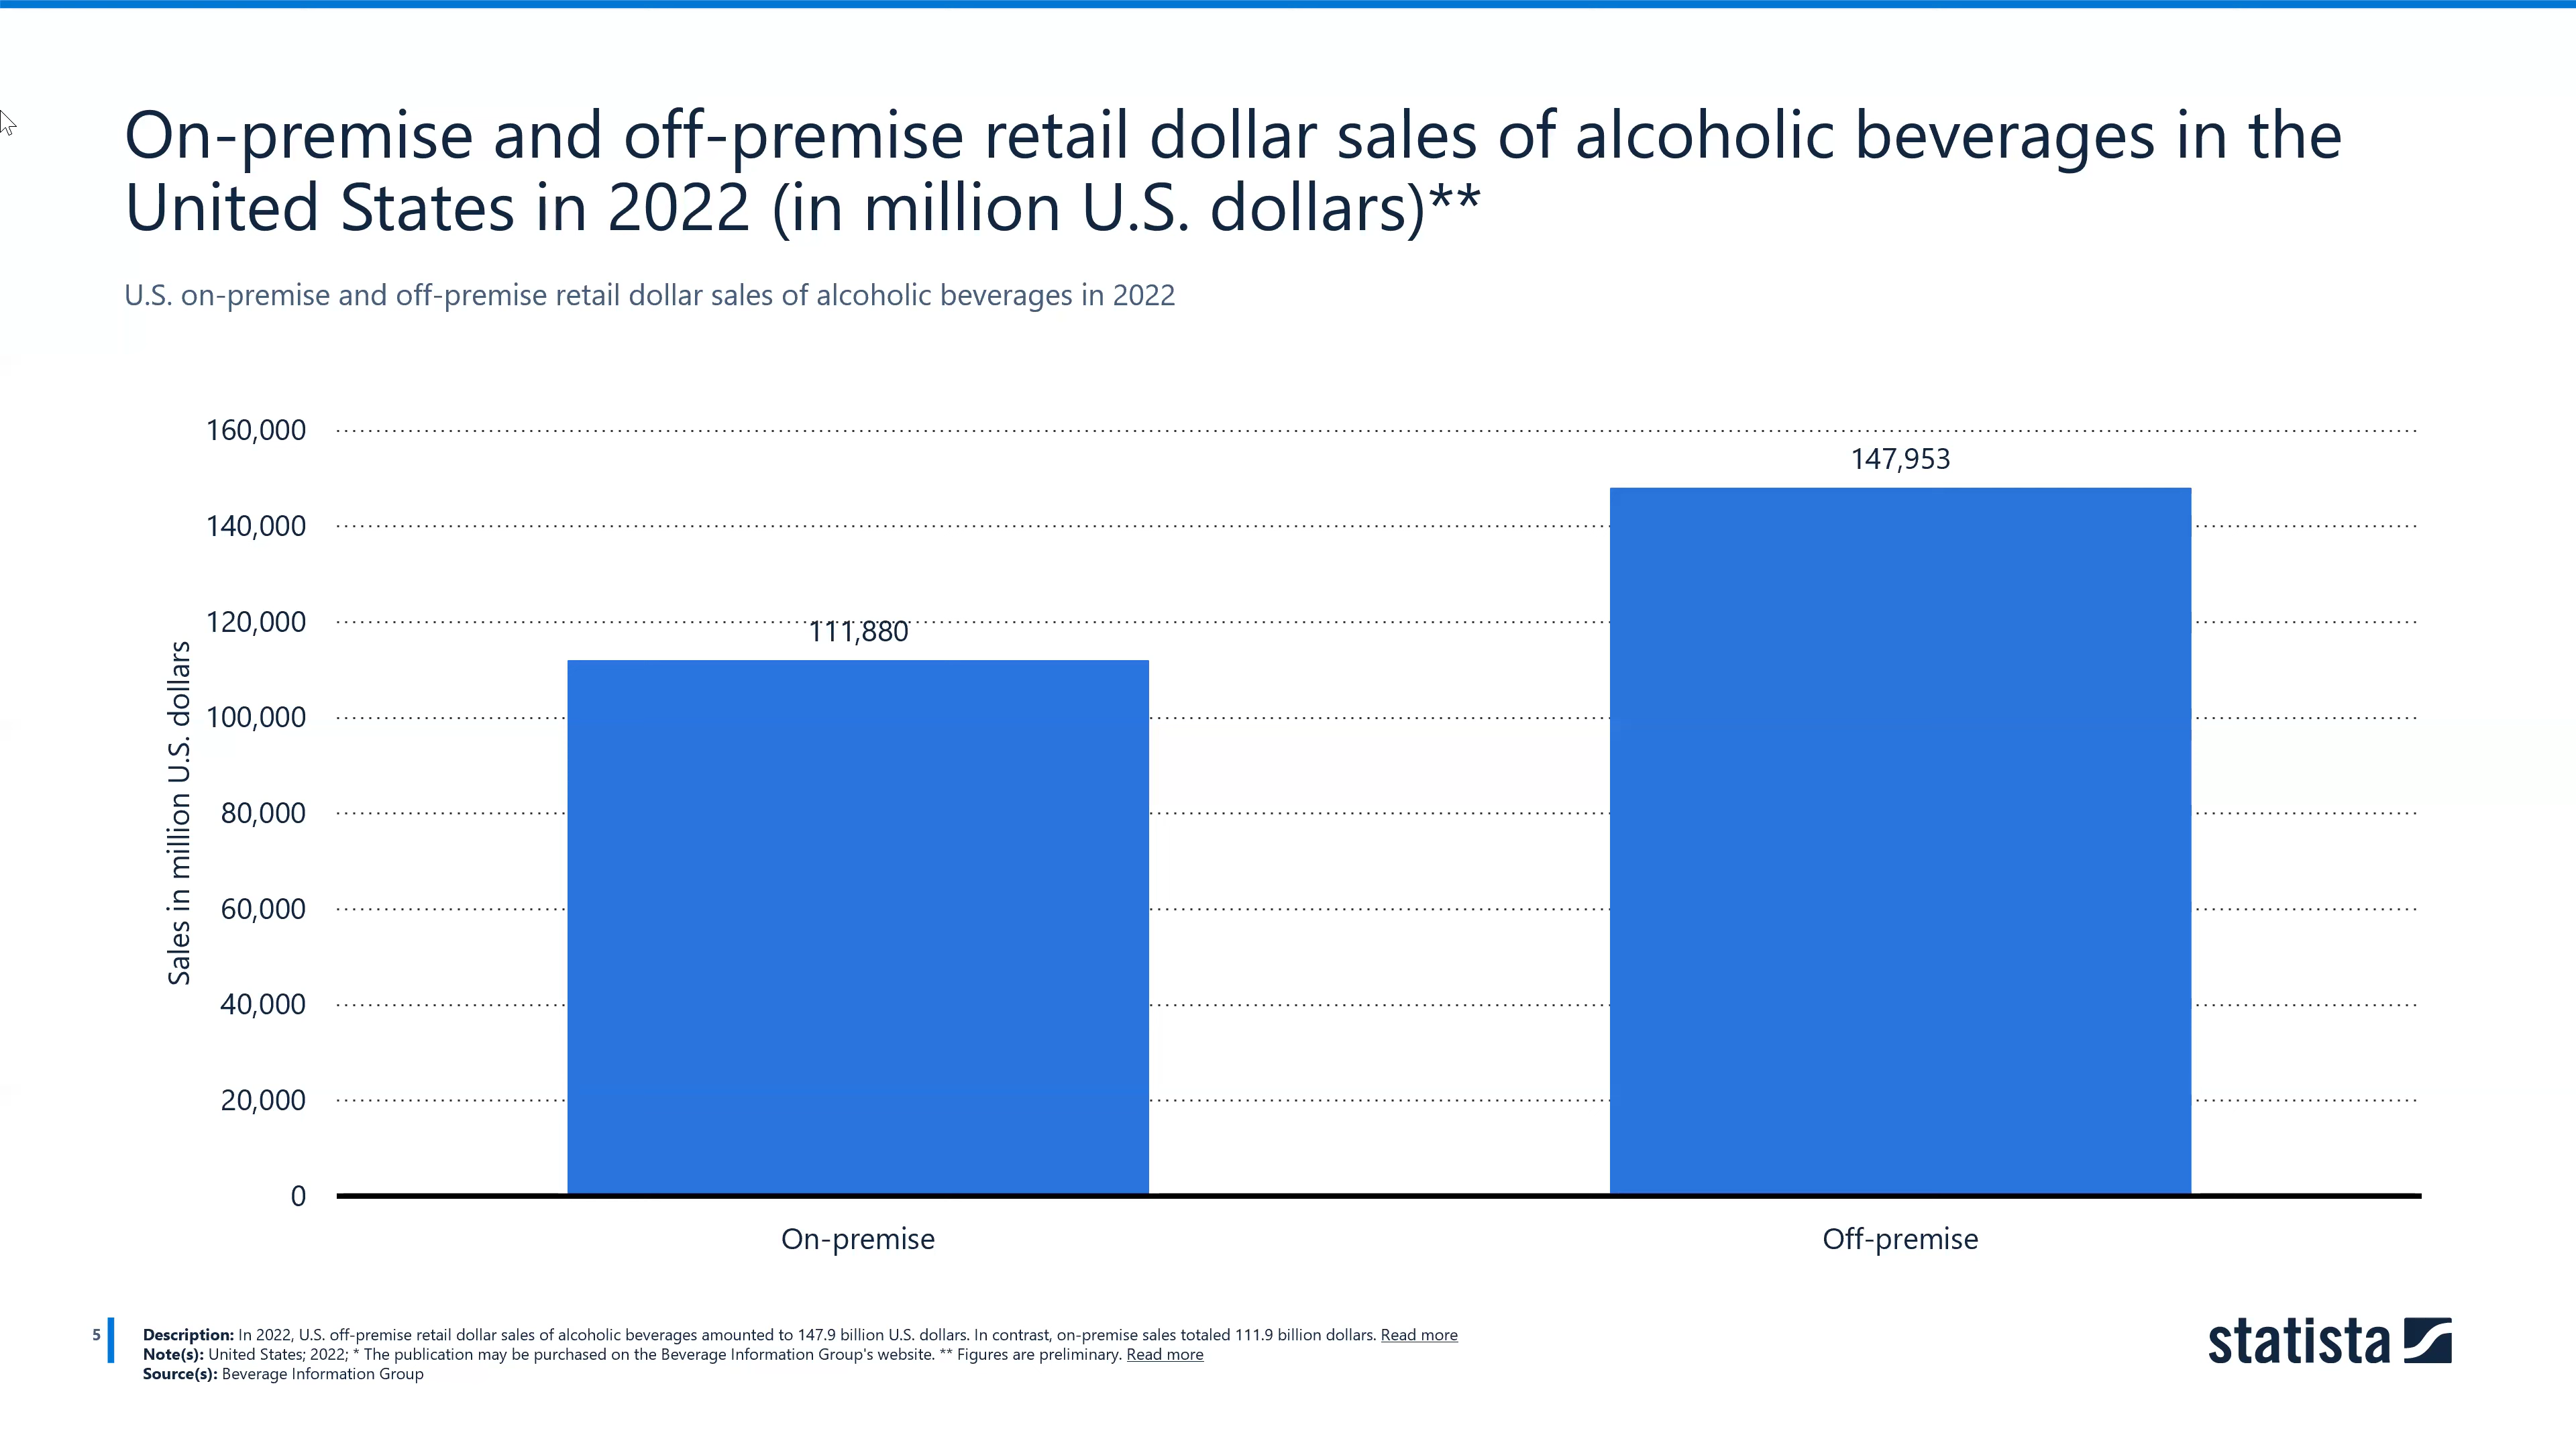 On-premise and off-premise retail dollar sales of alcoholic beverages in the
United States in 2022 (in million U.S. dollars)**
U.S. on-premise and off-premise retail dollar sales of alcoholic beverages in 2022
Sales in million U.S. dollars
160,000
140,000
120,000
100,000
80,000
60,000
40,000
20,000
0
111,880
147,953
On-premise
Off-premise
5
Description: In 2022, U.S. off-premise retail dollar sales of alcoholic beverages amounted to 147.9 billion U.S. dollars. In contrast, on-premise sales totaled 111.9 billion dollars. Read more
Note(s): United States; 2022; * The publication may be purchased on the Beverage Information Group's website. ** Figures are preliminary. Read more
Source(s): Beverage Information Group
statista